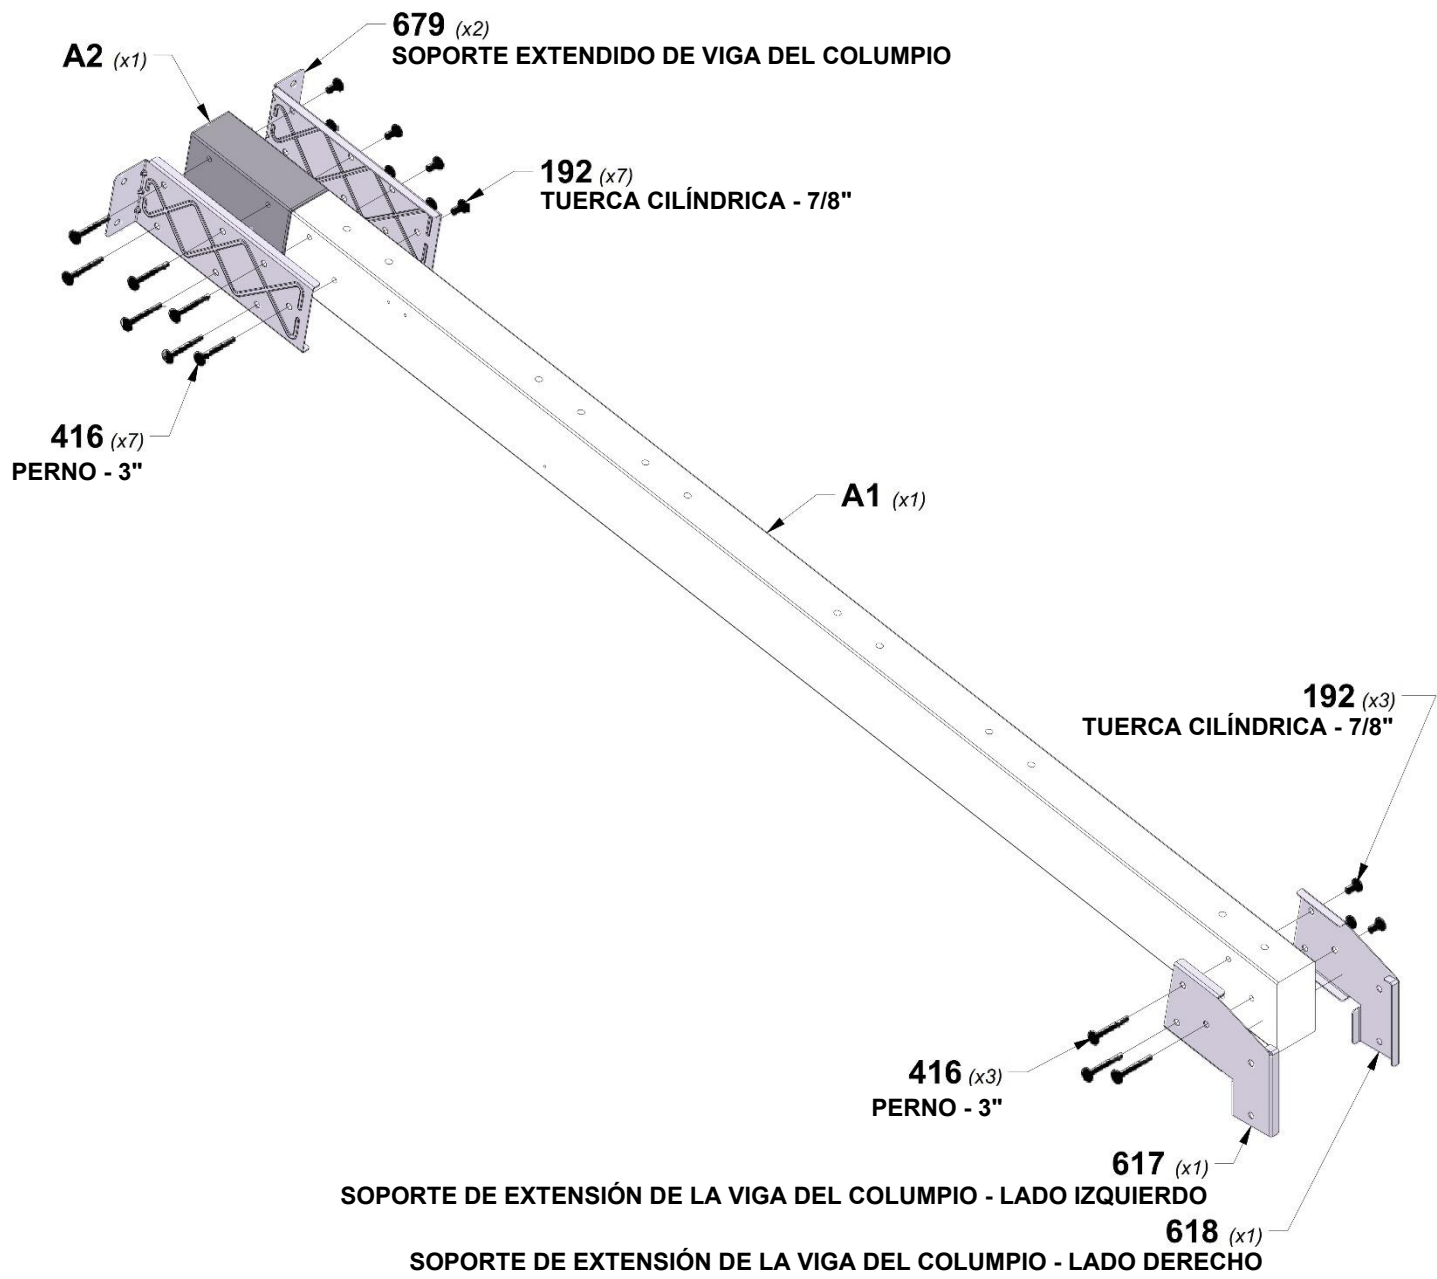 679 (x2)
SOPORTE EXTENDIDO DE VIGA DEL COLUMPIO
A2 (x1)
192 (x7)
TUERCA CILÍNDRICA - 7/8"
416 (x7)
PERNO - 3"
A1 (x1)
192 (x3)
TUERCA CILÍNDRICA - 7/8"
416 (x3)
PERNO - 3"
617 (x1)
SOPORTE DE EXTENSIÓN DE LA VIGA DEL COLUMPIO - LADO IZQUIERDO
618 (x1)
SOPORTE DE EXTENSIÓN DE LA VIGA DEL COLUMPIO - LADO DERECHO